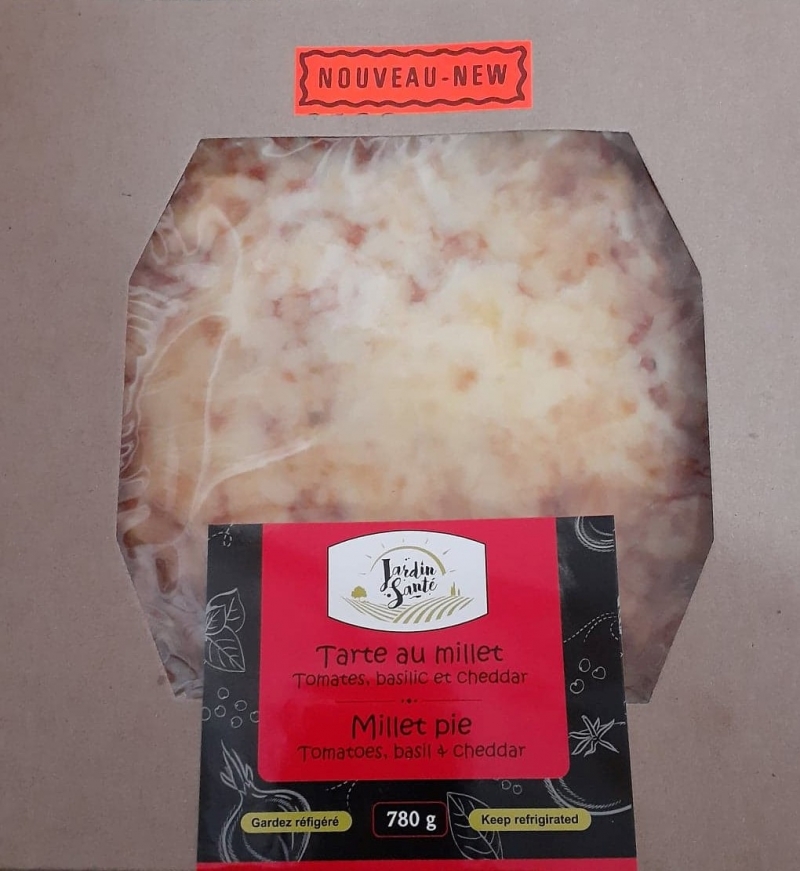 NOUVEAU-NEW
Jardin
Santé
Tarte au millet
Tomates, basilic et cheddar
Millet pie
Tomatoes, basil & cheddar
Gardez réfigéré
780 g
Keep refrigirated